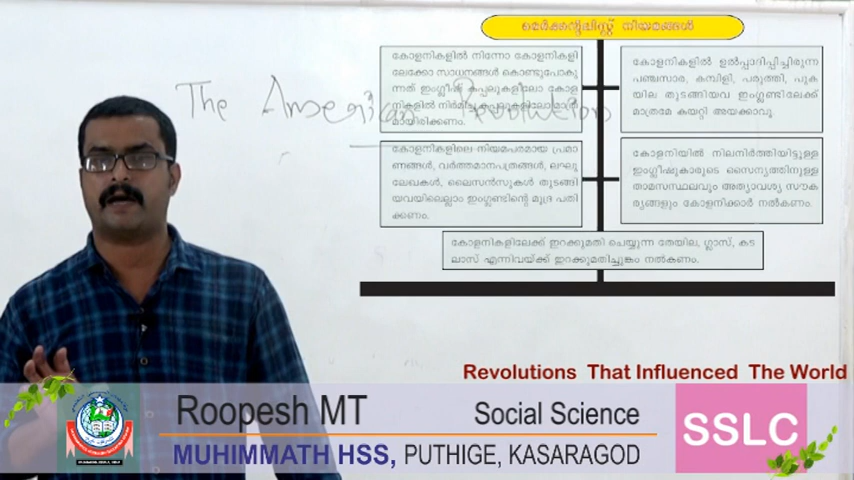 മെർക്കന്റലിസ്റ്റ് നിയമങ്ങൾ
കോളനികളിൽ നിന്നോ കോളനികളി
ലേക്കോ സാധനങ്ങൾ കൊണ്ടുപോകു
ന്നത് ഇംഗ്ലീഷ് കപ്പലുകളിലോ കോള
നികളിൽ നിർമ്മിച്ച കപ്പലുകളിലോ മാത്ര
മായിരിക്കണം.
കോളനികളിൽ ഉൽപ്പാദിപ്പിച്ചിരുന്ന
പഞ്ചസാര, കമ്പിളി, പരുത്തി, പുക
യില തുടങ്ങിയവ ഇംഗ്ലണ്ടിലേക്ക്
മാത്രമേ കയറ്റി അയക്കാവൂ.
The American Revolution
കോളനികളിലെ നിയമപരമായ പ്രമാ
ണങ്ങൾ, വർത്തമാനപത്രങ്ങൾ, ലഘു
ലേഖകൾ, ലൈസൻസുകൾ തുടങ്ങി
യവയിലെല്ലാം ഇംഗ്ലണ്ടിന്റെ മുദ്ര പതി
ക്കണം.
കോളനിയിൽ നിലനിർത്തിയിട്ടുള്ള
ഇംഗ്ലീഷുകാരുടെ സൈന്യത്തിനുള്ള
താമസസ്ഥലവും അത്യാവശ്യ സൗക
ര്യങ്ങളും കോളനിക്കാർ നൽകണം.
കോളനികളിലേക്ക് ഇറക്കുമതി ചെയ്യുന്ന തേയില, ഗ്ലാസ്, കട
ലാസ് എന്നിവയ്ക്ക് ഇറക്കുമതിച്ചുങ്കം നൽകണം.
Revolutions That Influenced The World
Roopesh MT Social Science
MUHIMMATH HSS, PUTHIGE, KASARAGOD
SSLC